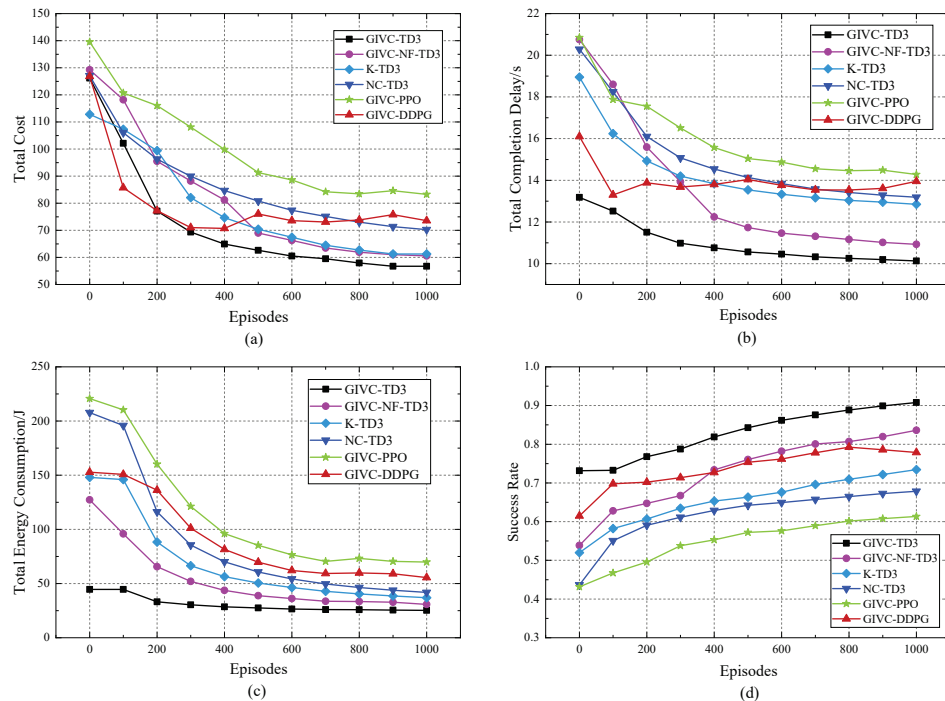 150
140
130
120
110
100
90
80
70
60
50
Total Cost
0 200 400 600 800 1000
Episodes
(a)
GIVC-TD3
GIVC-NF-TD3
K-TD3
NC-TD3
GIVC-PPO
GIVC-DDPG
22
20
18
16
14
12
10
Total Completion Delay/s
0 200 400 600 800 1000
Episodes
(b)
GIVC-TD3
GIVC-NF-TD3
K-TD3
NC-TD3
GIVC-PPO
GIVC-DDPG
250
200
150
100
50
0
Total Energy Consumption/J
0 200 400 600 800 1000
Episodes
(c)
GIVC-TD3
GIVC-NF-TD3
K-TD3
NC-TD3
GIVC-PPO
GIVC-DDPG
1.0
0.9
0.8
0.7
0.6
0.5
0.4
0.3
Success Rate
0 200 400 600 800 1000
Episodes
(d)
GIVC-TD3
GIVC-NF-TD3
K-TD3
NC-TD3
GIVC-PPO
GIVC-DDPG